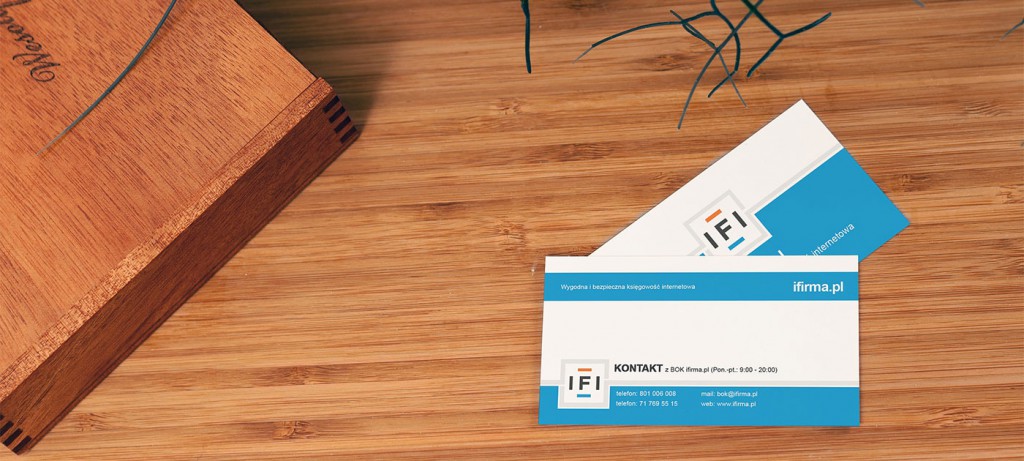 Wesoły
IFI
internetowa
Wygodna i bezpieczna księgowość internetowa
ifirma.pl
KONTAKT z BOK ifirma.pl (Pon.-pt.: 9:00 - 20:00)
IFI
telefon: 801 006 008 mail: bok@ifirma.pl
telefon: 71 769 55 15 web: www.ifirma.pl